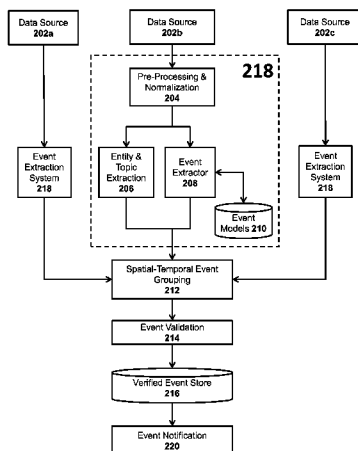 Data Source
202a
Data Source
202b
Data Source
202c
218
Pre-Processing &
Normalization
204
Event
Extraction
System
218
Entity &
Topic
Extraction
206
Event
Extractor
208
Event
Extraction
System
218
Event
Models 210
Spatial-Temporal Event
Grouping
212
Event Validation
214
Verified Event Store
216
Event Notification
220